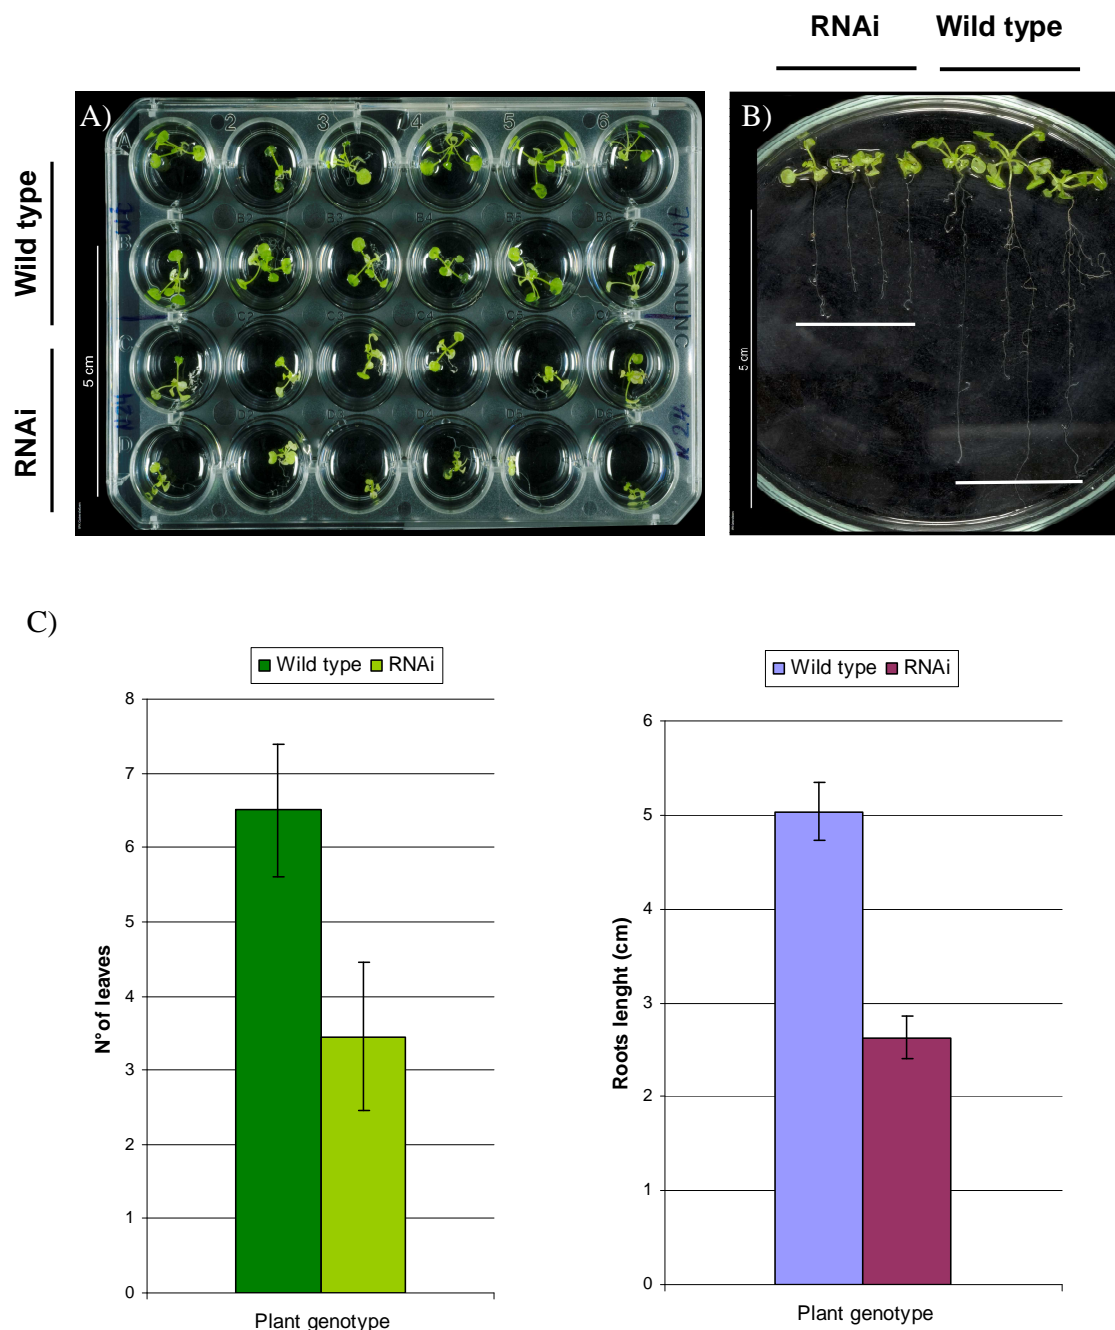 RNAi Wild type
A)
B)
Wild type
RNAi
2 3 4 5 6
A
C
D
NUNC
5 cm
5 cm
C)
Wild type RNAi
8
7
6
5
4
3
2
1
0
N°of leaves
Plant genotype
Wild type RNAi
6
5
4
3
2
1
0
Roots lenght (cm)
Plant genotype